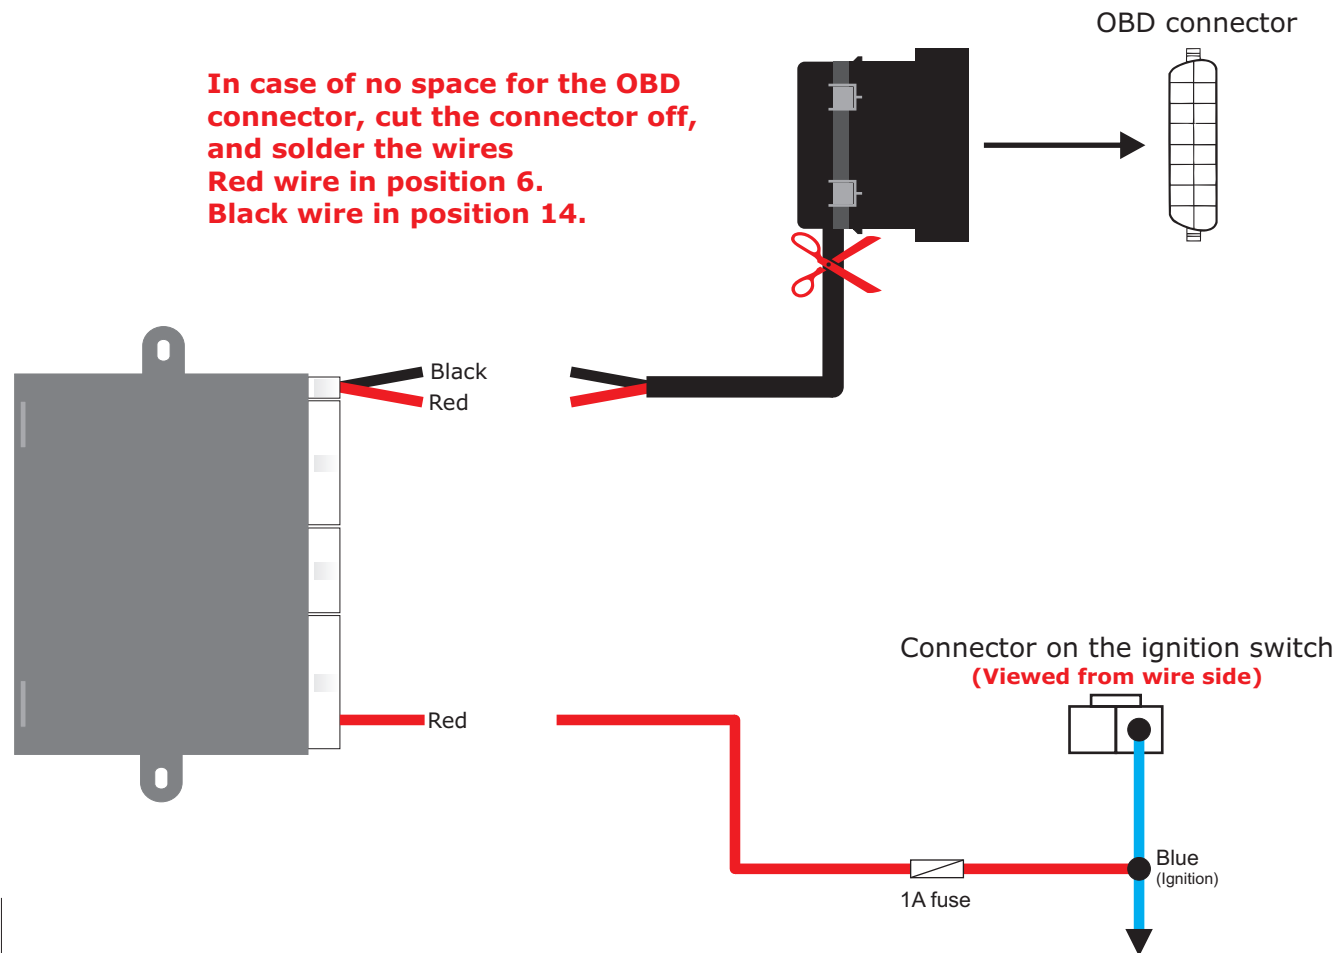 OBD connector
In case of no space for the OBD
connector, cut the connector off,
and solder the wires
Red wire in position 6.
Black wire in position 14.
Black
Red
Connector on the ignition switch
(Viewed from wire side)
Red
Blue
(Ignition)
1A fuse